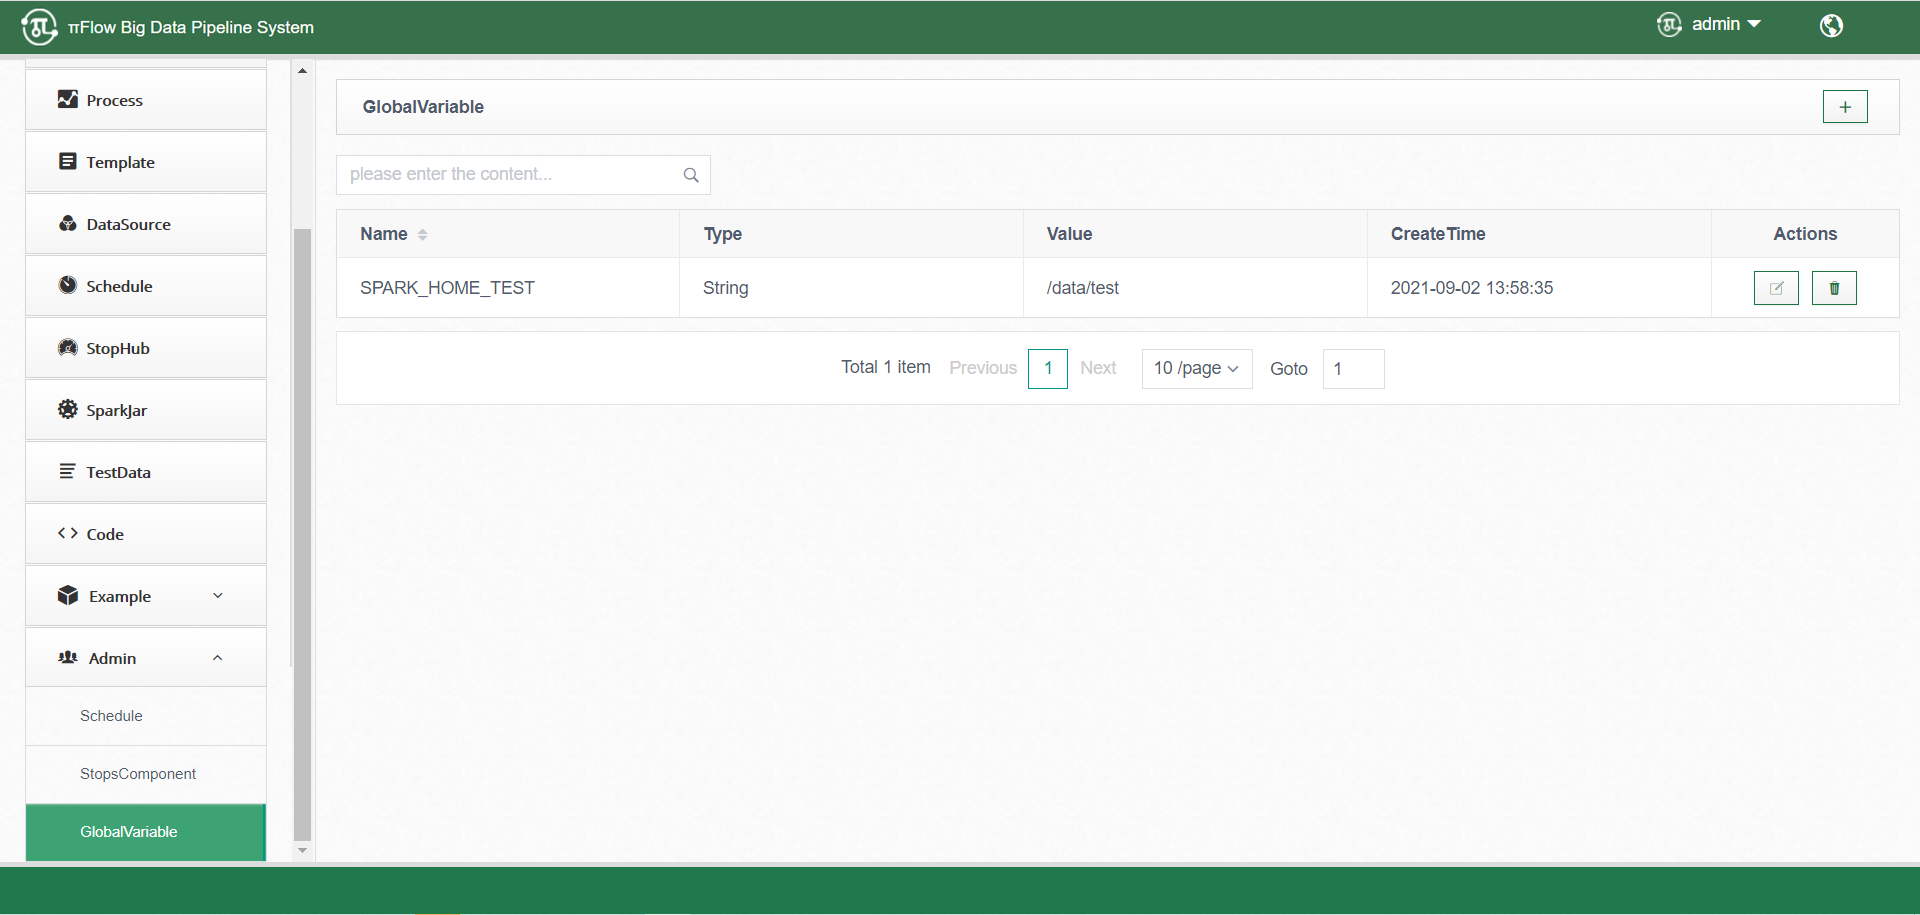 πFlow Big Data Pipeline System
admin
Process
Template
DataSource
Schedule
StopHub
SparkJar
TestData
Code
Example
Admin
Schedule
StopsComponent
GlobalVariable
GlobalVariable
+
please enter the content...
Name Type Value CreateTime Actions
SPARK_HOME_TEST String /data/test 2021-09-02 13:58:35
Total 1 item Previous 1 Next 10 /page Goto 1